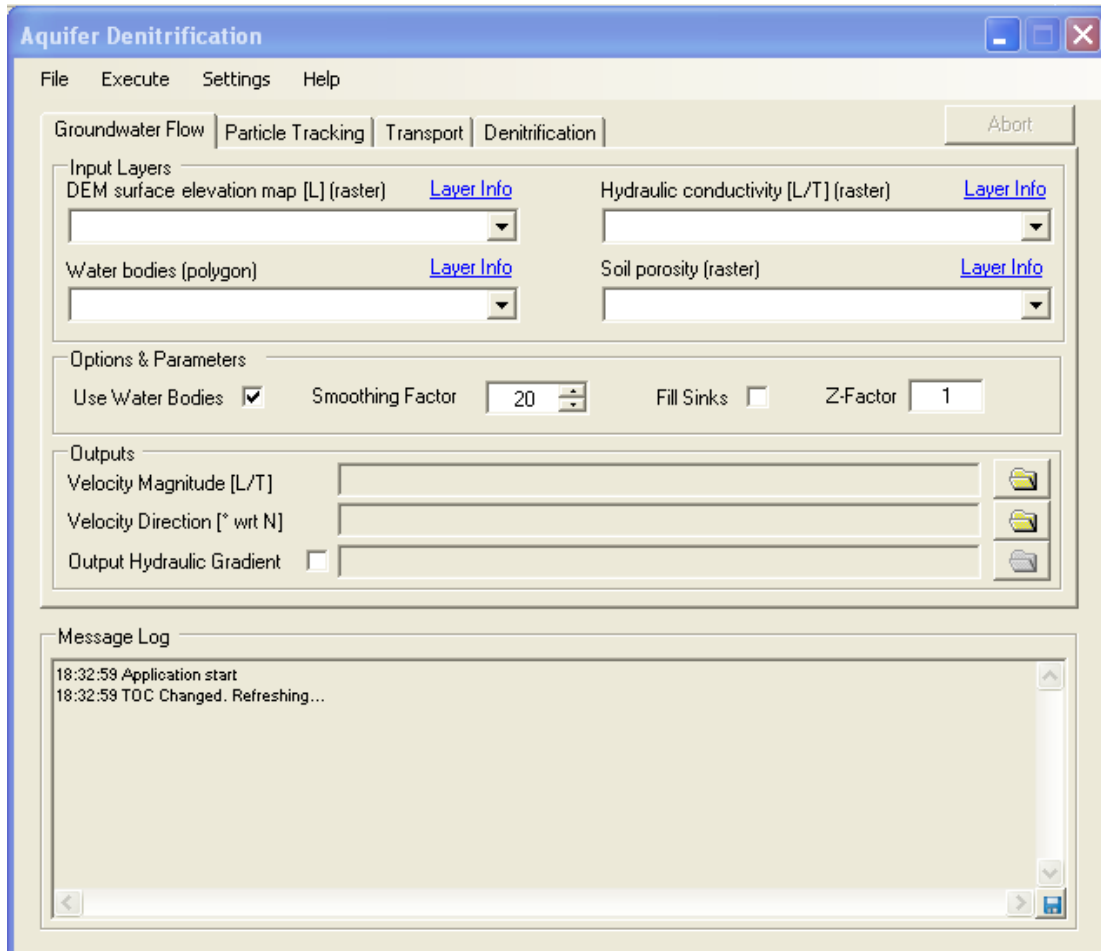 Aquifer Denitrification
File Execute Settings Help
Groundwater Flow Particle Tracking Transport Denitrification Abort
Input Layers
DEM surface elevation map [L] (raster) Layer Info Hydraulic conductivity [L/T] (raster) Layer Info
Water bodies (polygon) Layer Info Soil porosity (raster) Layer Info
Options & Parameters
Use Water Bodies Smoothing Factor 20 Fill Sinks Z-Factor 1
Outputs
Velocity Magnitude [L/T]
Velocity Direction [° wrt N]
Output Hydraulic Gradient
Message Log
18:32:59 Application start
18:32:59 TOC Changed. Refreshing...